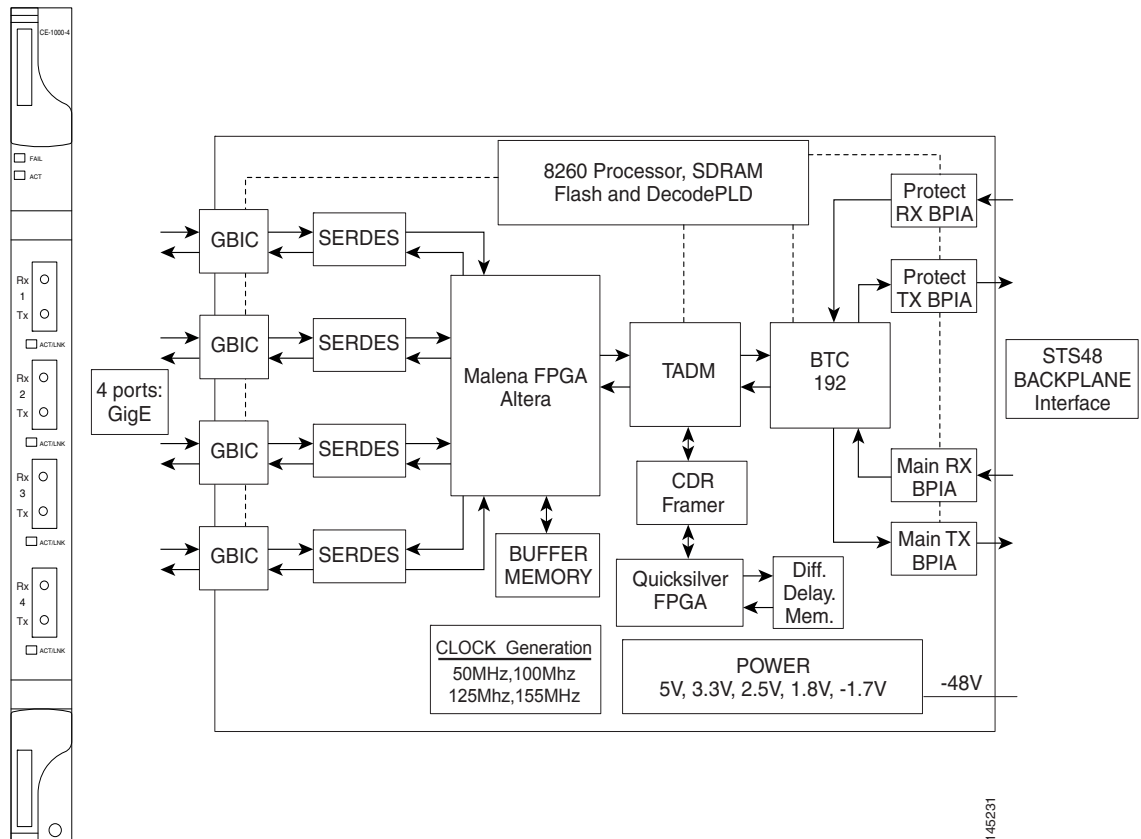 CE-1000-4
FAIL
ACT
Rx
1
Tx
ACT/LNK
Rx
2
Tx
ACT/LNK
Rx
3
Tx
ACT/LNK
Rx
4
Tx
ACT/LNK
4 ports:
GigE
8260 Processor, SDRAM
Flash and DecodePLD
GBIC
SERDES
GBIC
SERDES
GBIC
SERDES
GBIC
SERDES
Malena FPGA
Altera
BUFFER
MEMORY
TADM
CDR
Framer
Quicksilver
FPGA
Diff.
Delay.
Mem.
BTC
192
Protect
RX BPIA
Protect
TX BPIA
Main RX
BPIA
Main TX
BPIA
STS48
BACKPLANE
Interface
CLOCK Generation
50MHz,100Mhz
125Mhz,155MHz
POWER
5V, 3.3V, 2.5V, 1.8V, -1.7V
-48V
145231